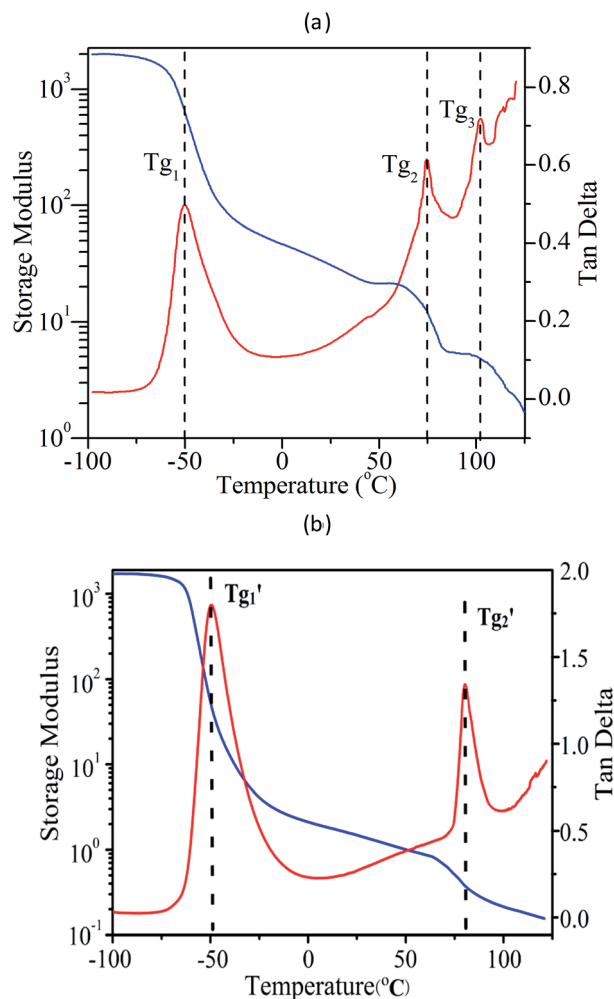 (a)
10³
10²
10¹
10⁰
Storage Modulus
0.8
0.6
0.4
0.2
0.0
Tan Delta
Tg₁
Tg₂
Tg₃
-100 -50 0 50 100
Temperature (°C)
(b)
10³
10²
10¹
10⁰
10⁻¹
Storage Modulus
2.0
1.5
1.0
0.5
0.0
Tan Delta
Tg₁'
Tg₂'
-100 -50 0 50 100
Temperature(°C)